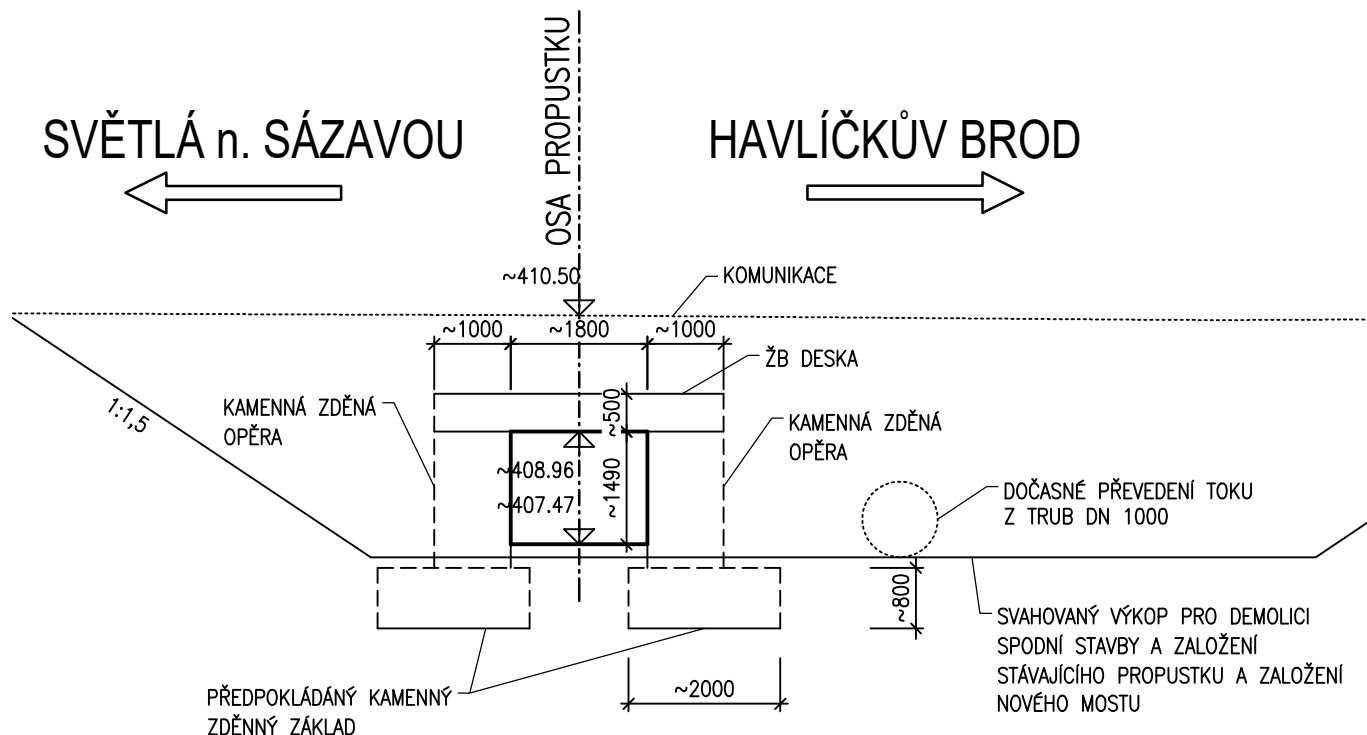 OSA PROPUSTKU
SVĚTLÁ n. SÁZAVOU
HAVLÍČKŮV BROD
~410.50
KOMUNIKACE
~1000
~1800
~1000
ŽB DESKA
1:1,5
KAMENNÁ ZDĚNÁ
OPĚRA
~500
KAMENNÁ ZDĚNÁ
OPĚRA
~408.96
~407.47
~1490
DOČASNÉ PŘEVEDENÍ TOKU
Z TRUB DN 1000
~800
SVAHOVANÝ VÝKOP PRO DEMOLICI
SPODNÍ STAVBY A ZALOŽENÍ
STÁVAJÍCÍHO PROPUSTKU A ZALOŽENÍ
NOVÉHO MOSTU
PŘEDPOKLÁDÁNÝ KAMENNÝ
ZDĚNNÝ ZÁKLAD
~2000